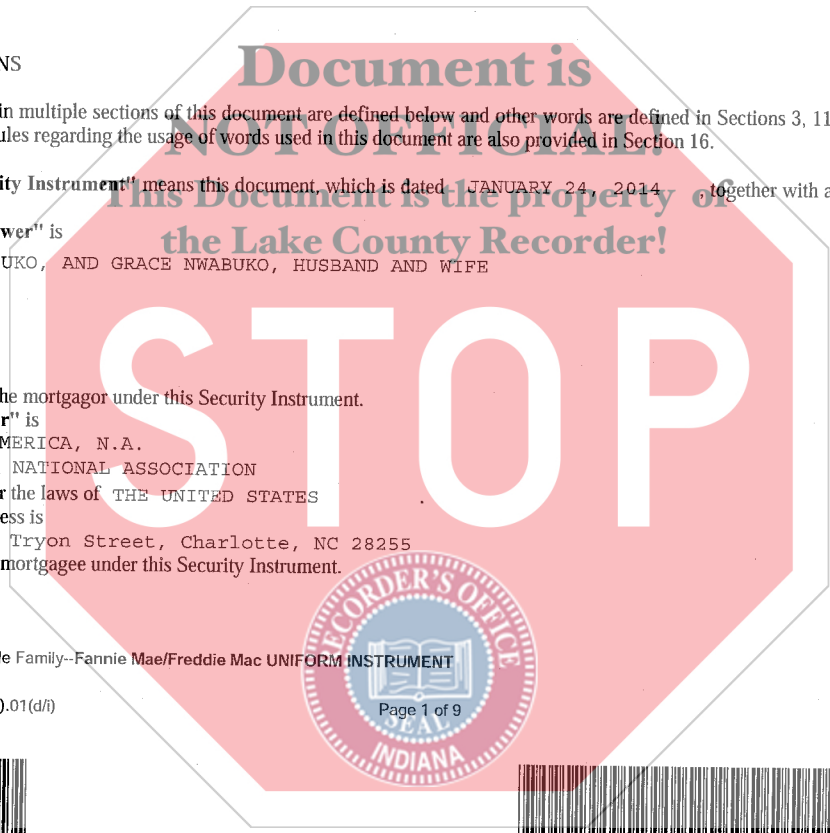 Document is
NS
in multiple sections of this document are defined below and other words are defined in Sections 3, 11
ules regarding the usage of words used in this document are also provided in Section 16.
NOT OFFICIAL!
ity Instrument" means this Document, which is dated JANUARY 24, 2014 , together with a
This Document is the property of
wer" is
the Lake County Recorder!
UKO, AND GRACE NWABUKO, HUSBAND AND WIFE
STOP
he mortgagor under this Security Instrument.
r" is
MERICA, N.A.
NATIONAL ASSOCIATION
r the laws of THE UNITED STATES .
ess is
Tryon Street, Charlotte, NC 28255
mortgagee under this Security Instrument.
RECORDER'S OFFICE
le Family--Fannie Mae/Freddie Mac UNIFORM INSTRUMENT
).01(d/i)
Page 1 of 9
SEAL
INDIANA